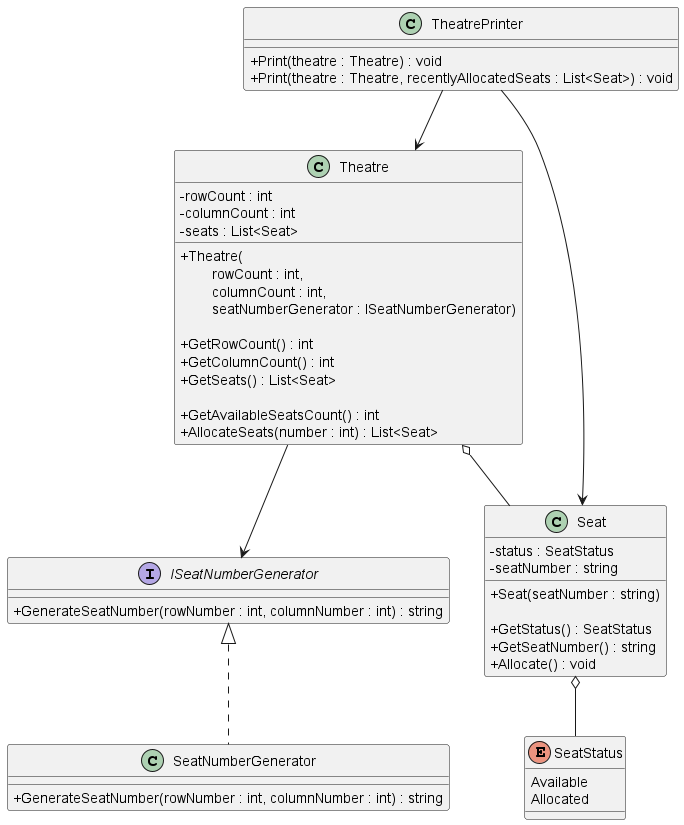 C TheatrePrinter
+Print(theatre : Theatre) : void
+Print(theatre : Theatre, recentlyAllocatedSeats : List<Seat>) : void
C Theatre
-rowCount : int
-columnCount : int
-seats : List<Seat>
+Theatre(
rowCount : int,
columnCount : int,
seatNumberGenerator : ISeatNumberGenerator)
+GetRowCount() : int
+GetColumnCount() : int
+GetSeats() : List<Seat>
+GetAvailableSeatsCount() : int
+AllocateSeats(number : int) : List<Seat>
C Seat
-status : SeatStatus
-seatNumber : string
+Seat(seatNumber : string)
+GetStatus() : SeatStatus
+GetSeatNumber() : string
+Allocate() : void
I ISeatNumberGenerator
+GenerateSeatNumber(rowNumber : int, columnNumber : int) : string
C SeatNumberGenerator
+GenerateSeatNumber(rowNumber : int, columnNumber : int) : string
E SeatStatus
Available
Allocated